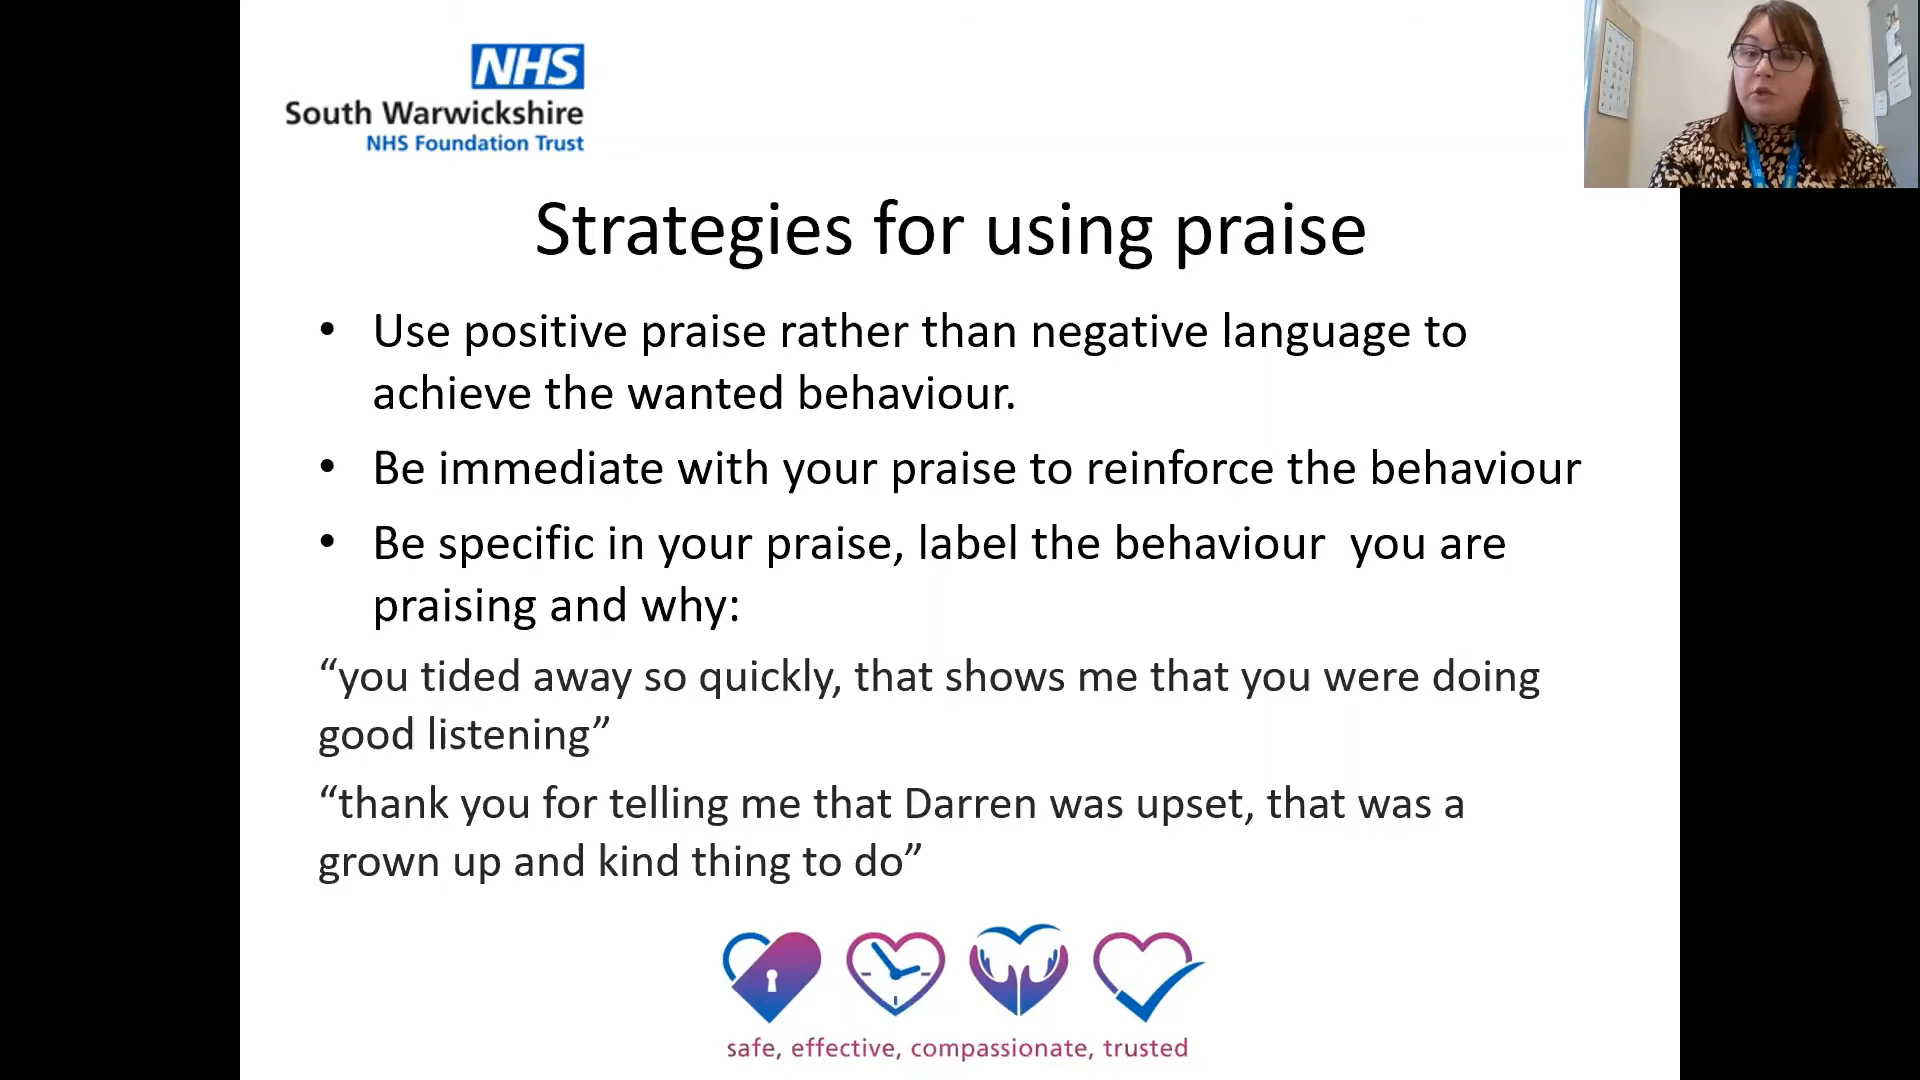 NHS
South Warwickshire
NHS Foundation Trust
Strategies for using praise
• Use positive praise rather than negative language to
achieve the wanted behaviour.
• Be immediate with your praise to reinforce the behaviour
• Be specific in your praise, label the behaviour  you are
praising and why:
“you tided away so quickly, that shows me that you were doing
good listening”
“thank you for telling me that Darren was upset, that was a
grown up and kind thing to do”
safe, effective, compassionate, trusted